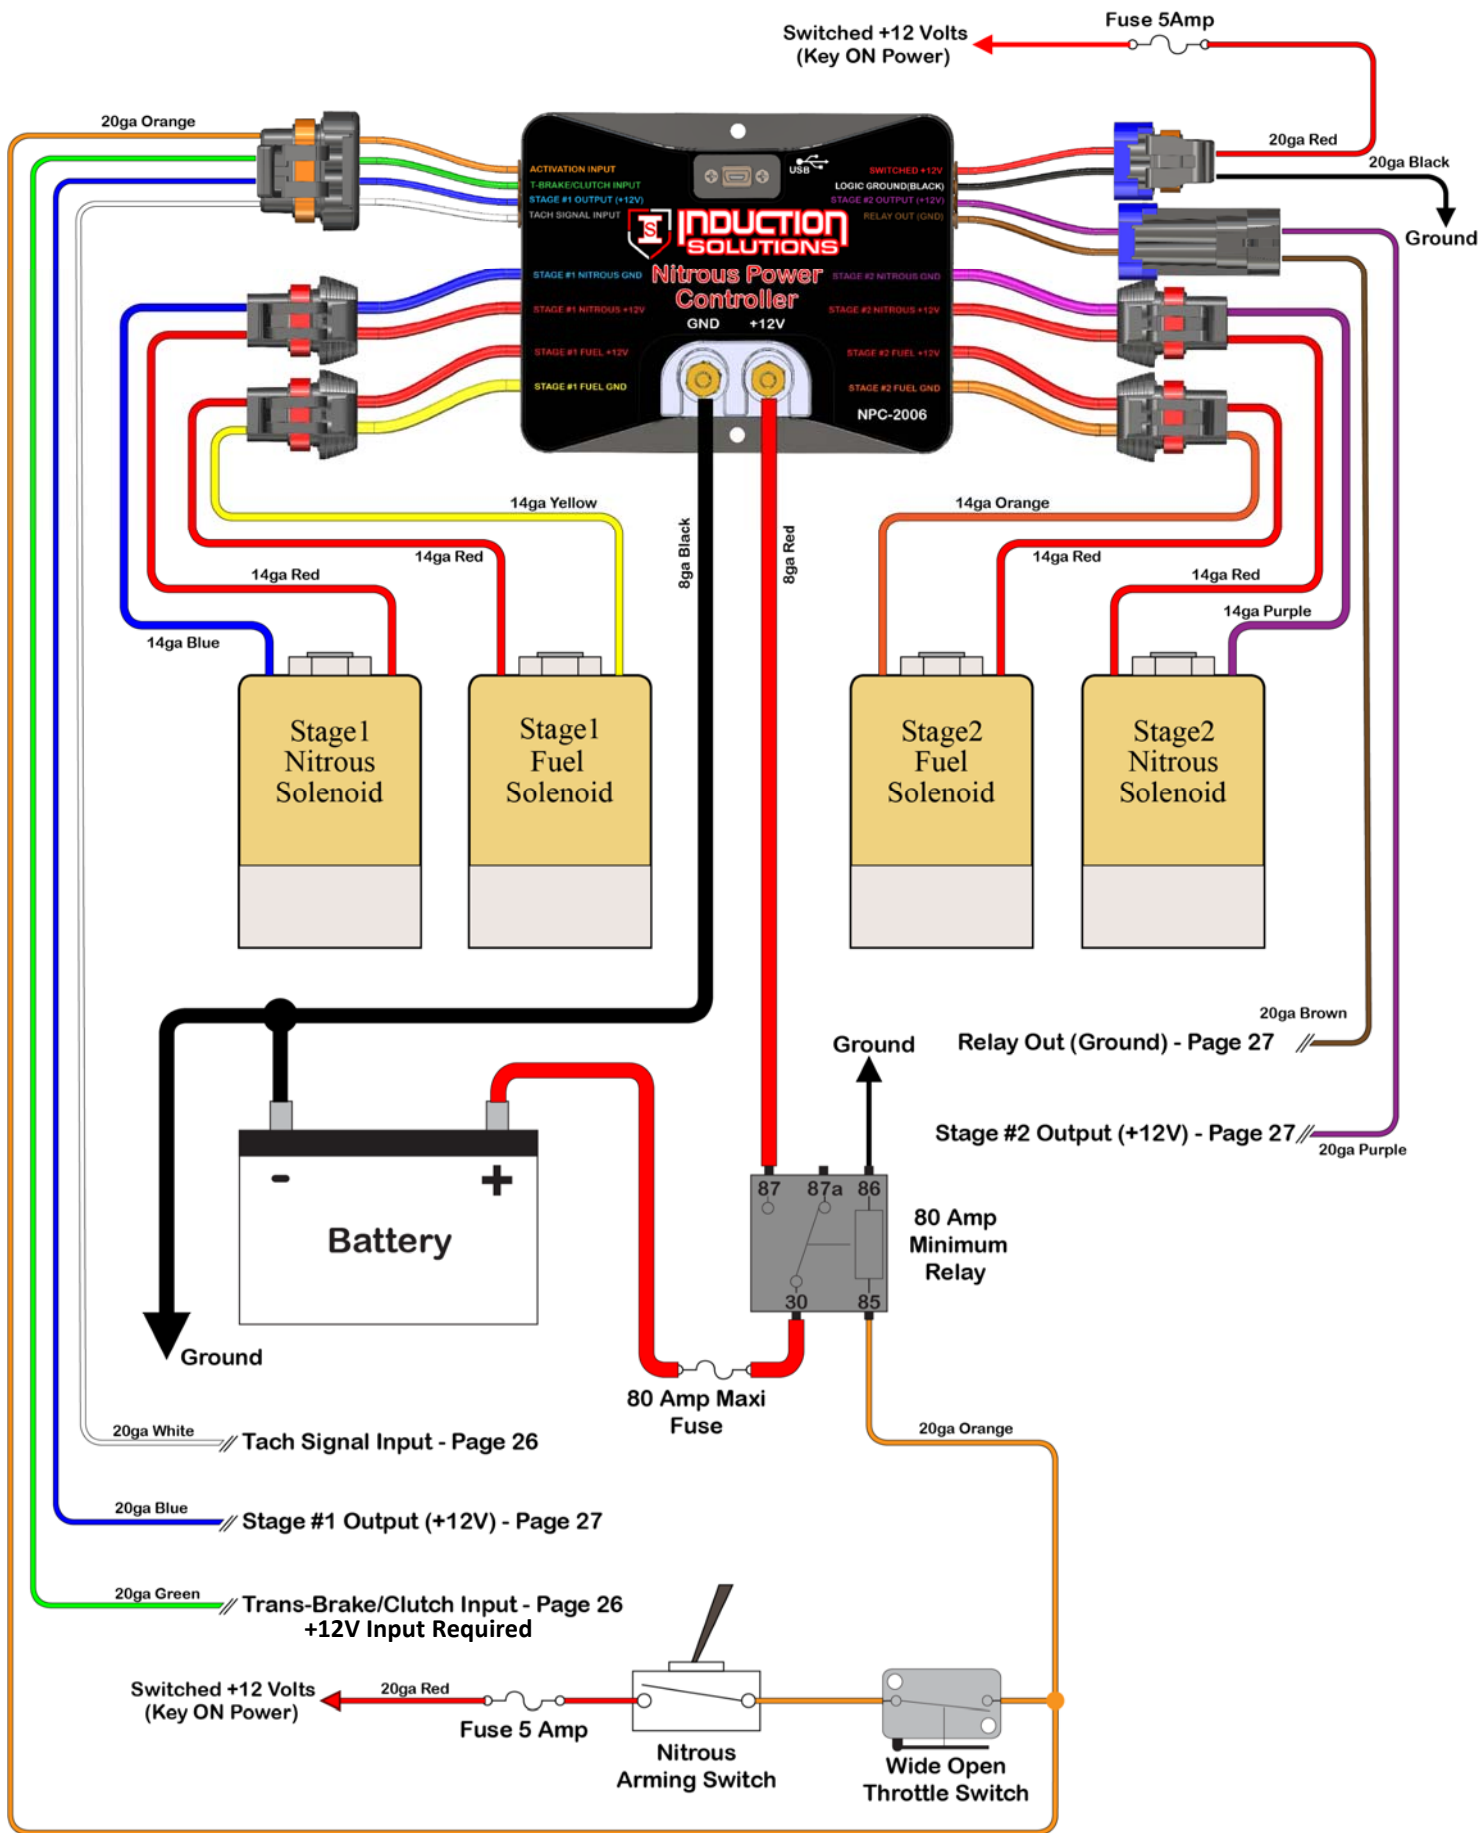 Fuse 5Amp
Switched +12 Volts
(Key ON Power)
20ga Orange
20ga Red
20ga Black
Ground
USB
ACTIVATION INPUT
T-BRAKE/CLUTCH INPUT
STAGE #1 OUTPUT (+12V)
TACH SIGNAL INPUT
SWITCHED +12V
LOGIC GROUND(BLACK)
STAGE #2 OUTPUT (+12V)
RELAY OUT (GND)
IS
INDUCTION
SOLUTIONS
Nitrous Power
Controller
STAGE #1 NITROUS GND
STAGE #1 NITROUS +12V
STAGE #1 FUEL +12V
STAGE #1 FUEL GND
STAGE #2 NITROUS GND
STAGE #2 NITROUS +12V
STAGE #2 FUEL +12V
STAGE #2 FUEL GND
GND
+12V
NPC-2006
14ga Yellow
14ga Red
14ga Red
14ga Blue
8ga Black
8ga Red
14ga Orange
14ga Red
14ga Red
14ga Purple
Stage1
Nitrous
Solenoid
Stage1
Fuel
Solenoid
Stage2
Fuel
Solenoid
Stage2
Nitrous
Solenoid
20ga Brown
Relay Out (Ground) - Page 27
Ground
Stage #2 Output (+12V) - Page 27
20ga Purple
- +
Battery
Ground
87 87a 86
30 85
80 Amp
Minimum
Relay
80 Amp Maxi
Fuse
20ga Orange
20ga White
Tach Signal Input - Page 26
20ga Blue
Stage #1 Output (+12V) - Page 27
20ga Green
Trans-Brake/Clutch Input - Page 26
+12V Input Required
Switched +12 Volts
(Key ON Power)
20ga Red
Fuse 5 Amp
Nitrous
Arming Switch
Wide Open
Throttle Switch